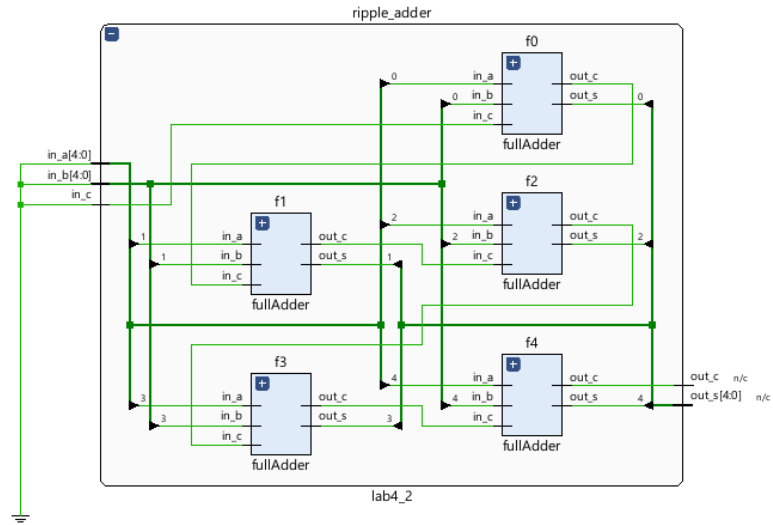 ripple_adder
f0
0
in_a
out_c
0
in_b
out_s
0
in_c
fullAdder
in_a[4:0]
in_b[4:0]
in_c
f1
1
in_a
out_c
1
in_b
out_s
1
in_c
fullAdder
f2
2
in_a
out_c
2
in_b
out_s
2
in_c
fullAdder
f3
3
in_a
out_c
3
in_b
out_s
3
in_c
fullAdder
f4
4
in_a
out_c
4
in_b
out_s
4
in_c
fullAdder
out_c n/c
out_s[4:0] n/c
lab4_2